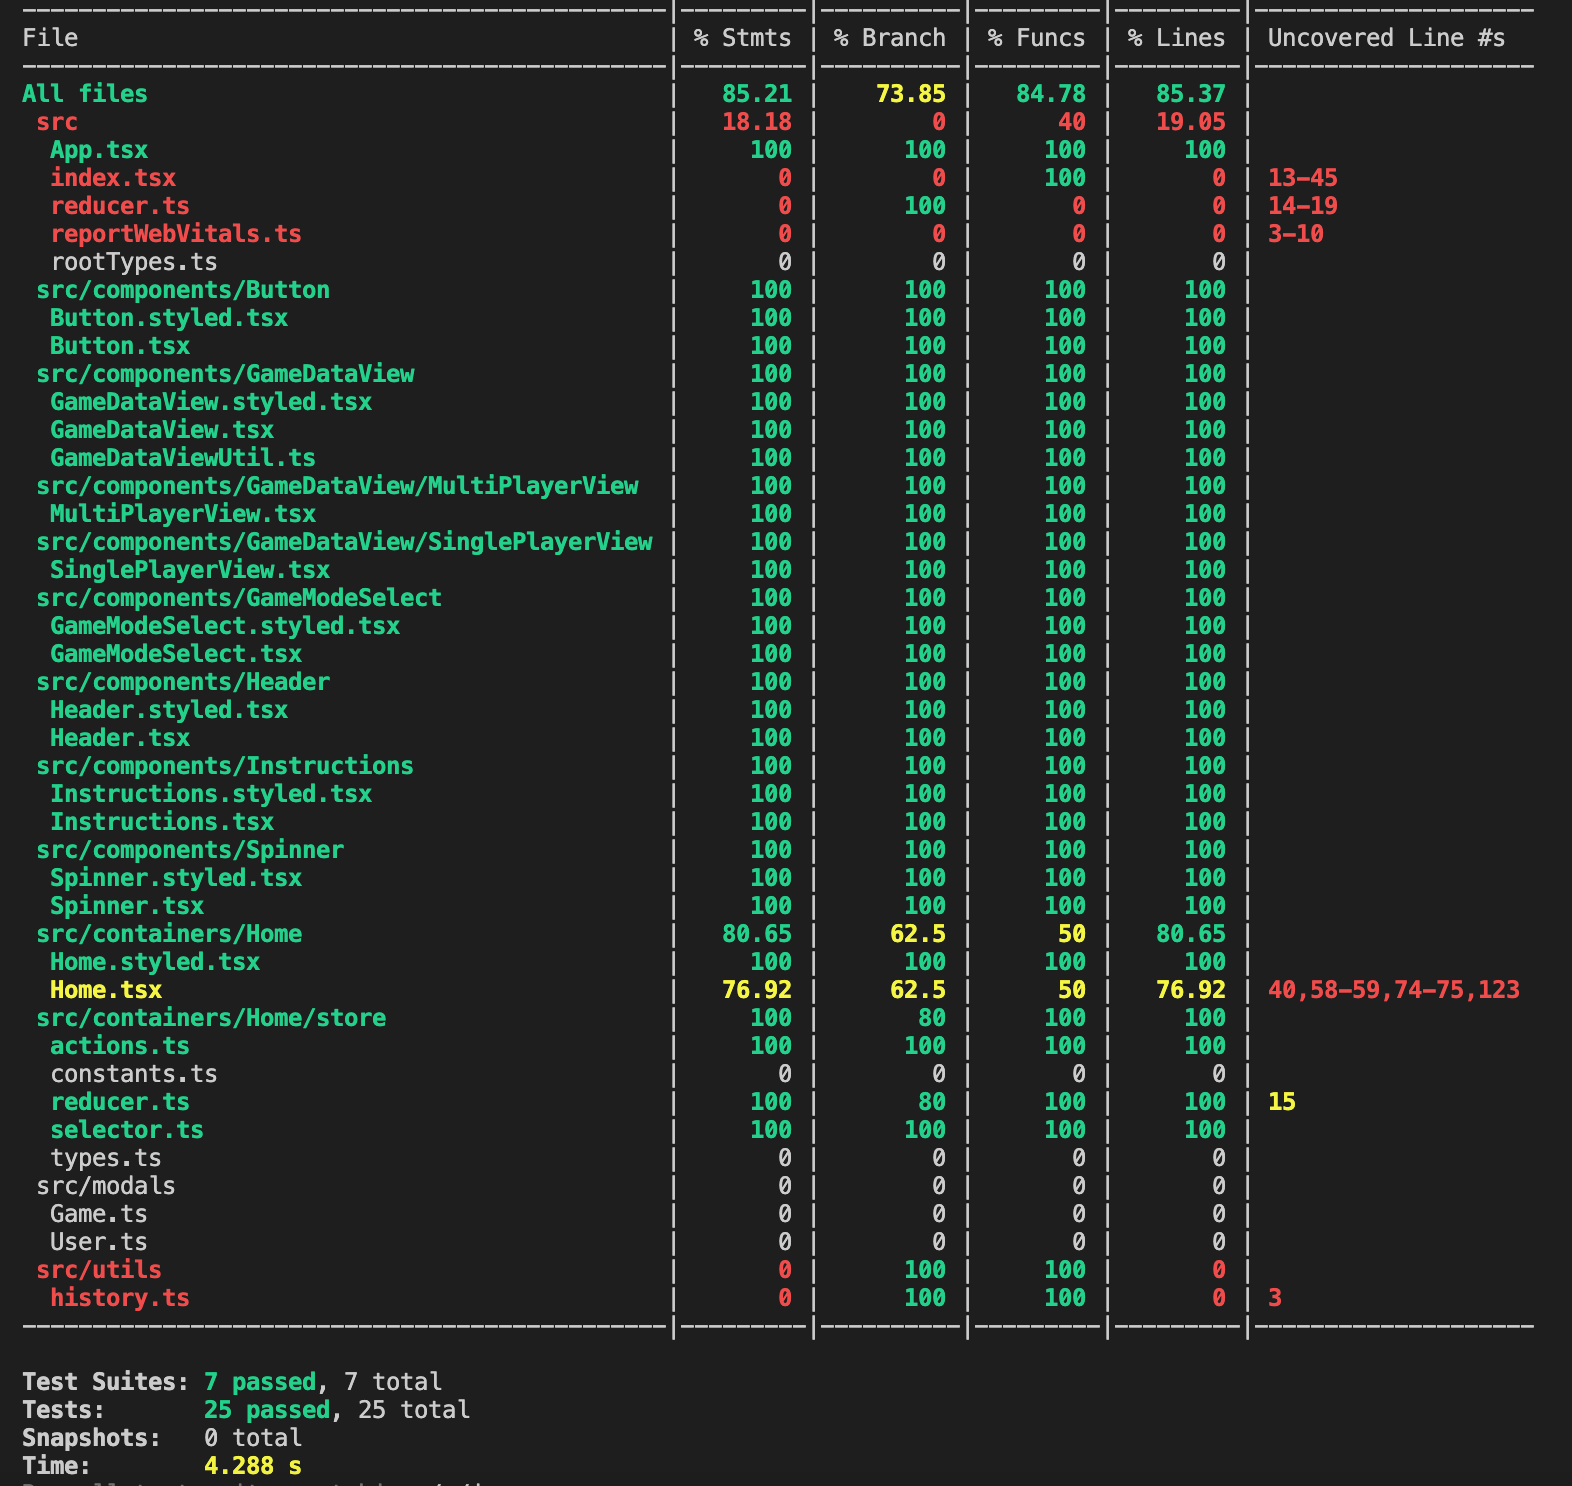 File | % Stmts | % Branch | % Funcs | % Lines | Uncovered Line #s
All files | 85.21 | 73.85 | 84.78 | 85.37 |
src | 18.18 | 0 | 40 | 19.05 |
App.tsx | 100 | 100 | 100 | 100 |
index.tsx | 0 | 0 | 100 | 0 | 13-45
reducer.ts | 0 | 100 | 0 | 0 | 14-19
reportWebVitals.ts | 0 | 0 | 0 | 0 | 3-10
rootTypes.ts | 0 | 0 | 0 | 0 |
src/components/Button | 100 | 100 | 100 | 100 |
Button.styled.tsx | 100 | 100 | 100 | 100 |
Button.tsx | 100 | 100 | 100 | 100 |
src/components/GameDataView | 100 | 100 | 100 | 100 |
GameDataView.styled.tsx | 100 | 100 | 100 | 100 |
GameDataView.tsx | 100 | 100 | 100 | 100 |
GameDataViewUtil.ts | 100 | 100 | 100 | 100 |
src/components/GameDataView/MultiPlayerView | 100 | 100 | 100 | 100 |
MultiPlayerView.tsx | 100 | 100 | 100 | 100 |
src/components/GameDataView/SinglePlayerView | 100 | 100 | 100 | 100 |
SinglePlayerView.tsx | 100 | 100 | 100 | 100 |
src/components/GameModeSelect | 100 | 100 | 100 | 100 |
GameModeSelect.styled.tsx | 100 | 100 | 100 | 100 |
GameModeSelect.tsx | 100 | 100 | 100 | 100 |
src/components/Header | 100 | 100 | 100 | 100 |
Header.styled.tsx | 100 | 100 | 100 | 100 |
Header.tsx | 100 | 100 | 100 | 100 |
src/components/Instructions | 100 | 100 | 100 | 100 |
Instructions.styled.tsx | 100 | 100 | 100 | 100 |
Instructions.tsx | 100 | 100 | 100 | 100 |
src/components/Spinner | 100 | 100 | 100 | 100 |
Spinner.styled.tsx | 100 | 100 | 100 | 100 |
Spinner.tsx | 100 | 100 | 100 | 100 |
src/containers/Home | 80.65 | 62.5 | 50 | 80.65 |
Home.styled.tsx | 100 | 100 | 100 | 100 |
Home.tsx | 76.92 | 62.5 | 50 | 76.92 | 40,58-59,74-75,123
src/containers/Home/store | 100 | 80 | 100 | 100 |
actions.ts | 100 | 100 | 100 | 100 |
constants.ts | 0 | 0 | 0 | 0 |
reducer.ts | 100 | 80 | 100 | 100 | 15
selector.ts | 100 | 100 | 100 | 100 |
types.ts | 0 | 0 | 0 | 0 |
src/modals | 0 | 0 | 0 | 0 |
Game.ts | 0 | 0 | 0 | 0 |
User.ts | 0 | 0 | 0 | 0 |
src/utils | 0 | 100 | 100 | 0 |
history.ts | 0 | 100 | 100 | 0 | 3
Test Suites: 7 passed, 7 total
Tests: 25 passed, 25 total
Snapshots: 0 total
Time: 4.288 s